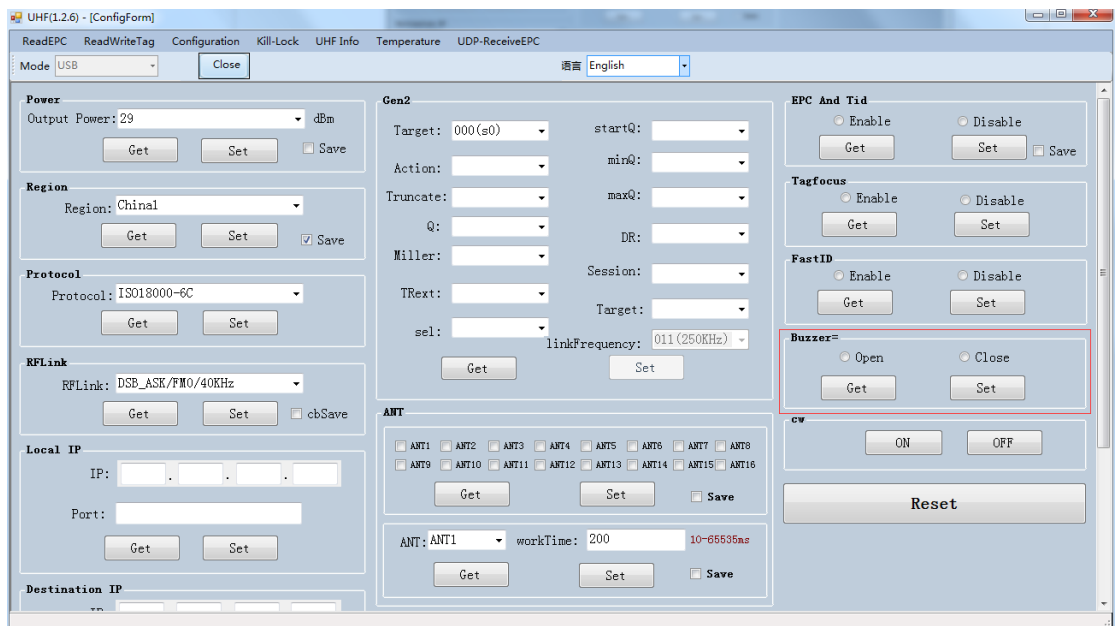 UHF(1.2.6) - [ConfigForm]
ReadEPC ReadWriteTag Configuration Kill-Lock UHF Info Temperature UDP-ReceiveEPC
Mode USB Close 语言 English
Power
Output Power: 29 dBm
Get Set Save
Region
Region: China1
Get Set Save
Protocol
Protocol: ISO18000-6C
Get Set
RFLink
RFLink: DSB_ASK/FM0/40KHz
Get Set cbSave
Local IP
IP: . . .
Port:
Get Set
Destination IP
Gen2
Target: 000(s0) startQ:
Action: minQ:
Truncate: maxQ:
Q: DR:
Miller: Session:
TRext: Target:
sel: linkFrequency: 011(250KHz)
Get Set
ANT
ANT1 ANT2 ANT3 ANT4 ANT5 ANT6 ANT7 ANT8
ANT9 ANT10 ANT11 ANT12 ANT13 ANT14 ANT15 ANT16
Get Set Save
ANT: ANT1 workTime: 200 10-65535ms
Get Set Save
EPC And Tid
Enable Disable
Get Set Save
Tagfocus
Enable Disable
Get Set
FastID
Enable Disable
Get Set
Buzzer=
Open Close
Get Set
cw
ON OFF
Reset